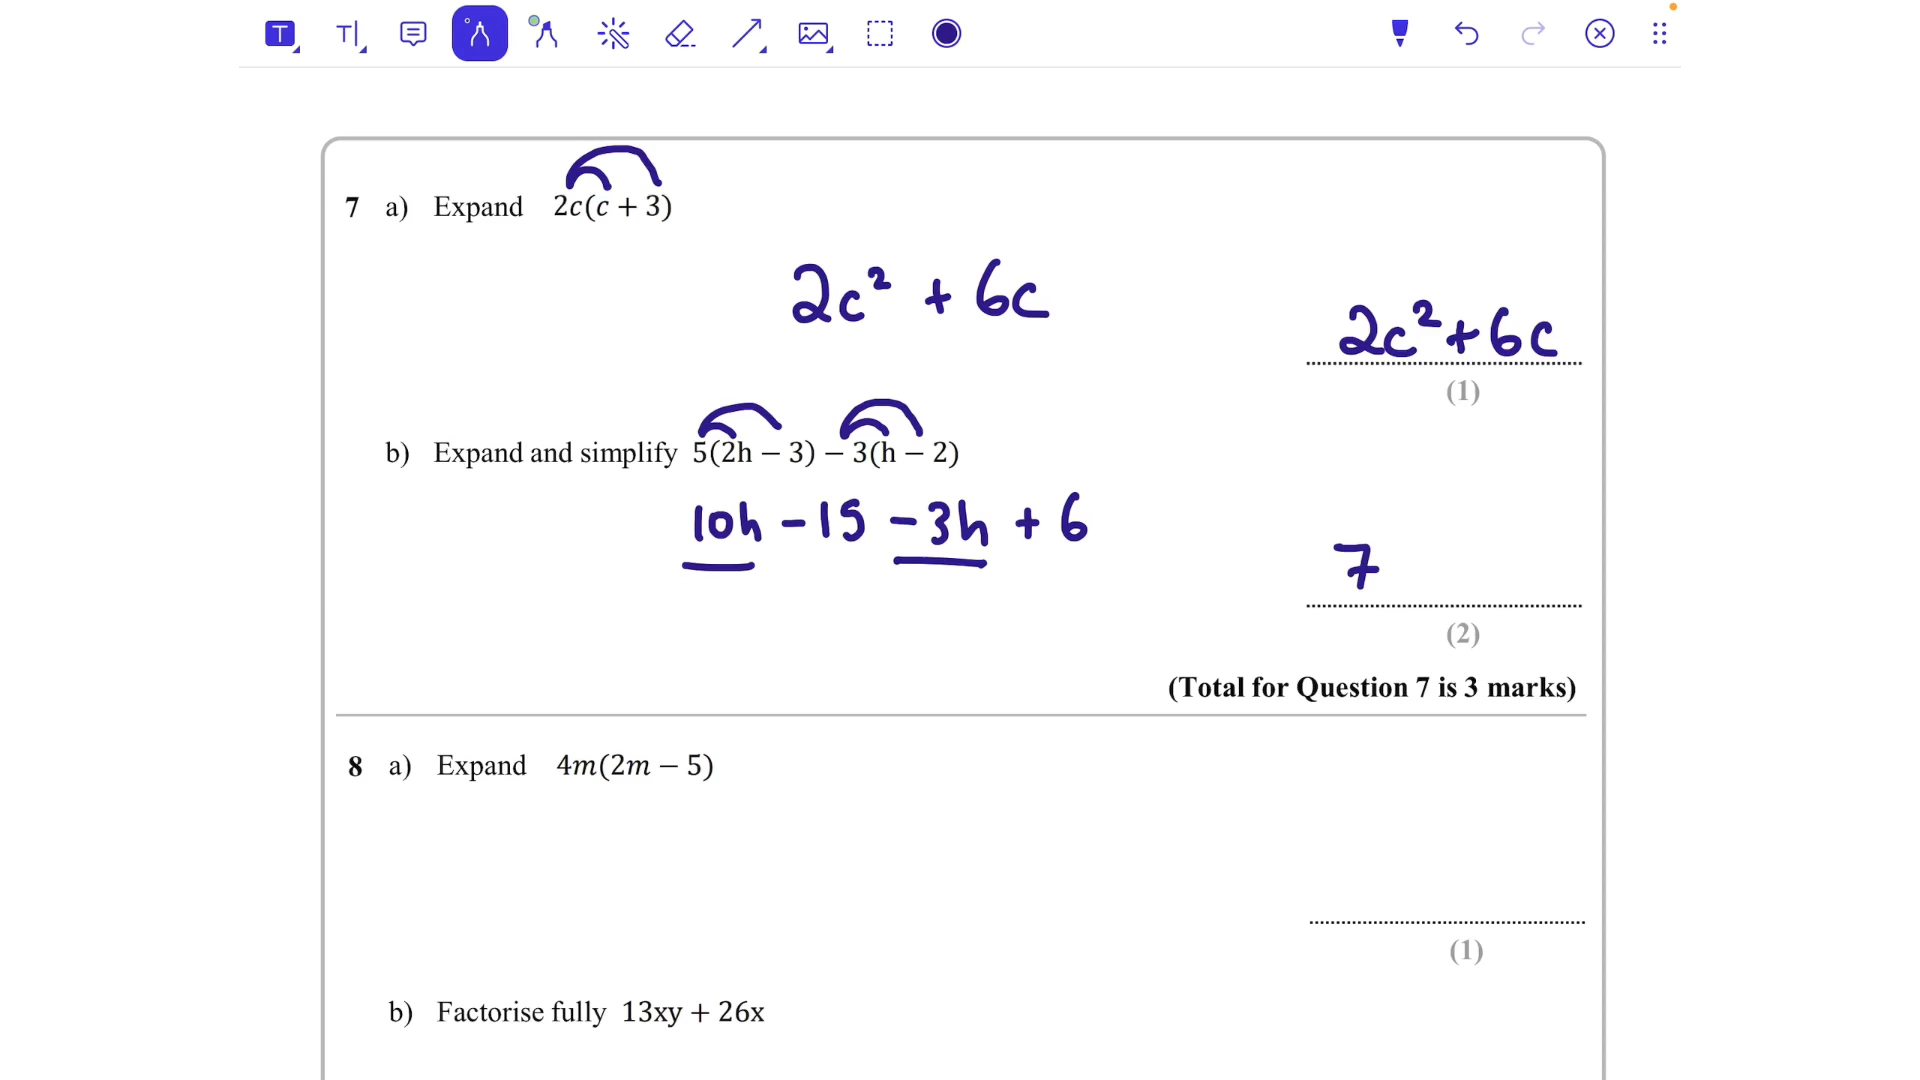 T T|
7 a) Expand 2c(c + 3)
2c² + 6c
2c² + 6c
(1)
b) Expand and simplify 5(2h − 3) − 3(h − 2)
10h - 15 - 3h + 6
7
(2)
(Total for Question 7 is 3 marks)
8 a) Expand 4m(2m − 5)
(1)
b) Factorise fully 13xy + 26x